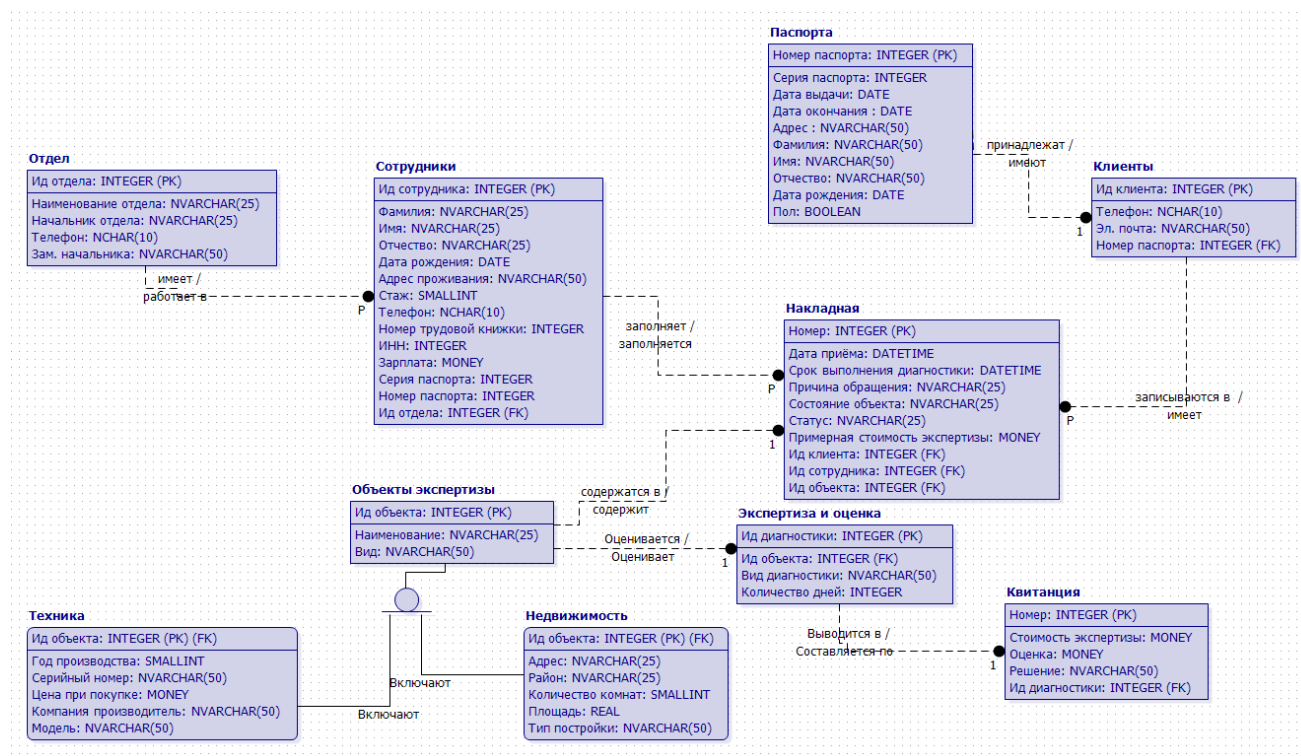 Паспорта
Номер паспорта: INTEGER (PK)
Серия паспорта: INTEGER
Дата выдачи: DATE
Дата окончания : DATE
Адрес : NVARCHAR(50)
Фамилия: NVARCHAR(50)
Имя: NVARCHAR(50)
Отчество: NVARCHAR(50)
Дата рождения: DATE
Пол: BOOLEAN
принадлежат /
имеют
1
Клиенты
Ид клиента: INTEGER (PK)
Телефон: NCHAR(10)
Эл. почта: NVARCHAR(50)
Номер паспорта: INTEGER (FK)
Отдел
Ид отдела: INTEGER (PK)
Наименование отдела: NVARCHAR(25)
Начальник отдела: NVARCHAR(25)
Телефон: NCHAR(10)
Зам. начальника: NVARCHAR(50)
имеет /
работает в
P
Сотрудники
Ид сотрудника: INTEGER (PK)
Фамилия: NVARCHAR(25)
Имя: NVARCHAR(25)
Отчество: NVARCHAR(25)
Дата рождения: DATE
Адрес проживания: NVARCHAR(50)
Стаж: SMALLINT
Телефон: NCHAR(10)
Номер трудовой книжки: INTEGER
ИНН: INTEGER
Зарплата: MONEY
Серия паспорта: INTEGER
Номер паспорта: INTEGER
Ид отдела: INTEGER (FK)
заполняет /
заполняется
P
Накладная
Номер: INTEGER (PK)
Дата приёма: DATETIME
Срок выполнения диагностики: DATETIME
Причина обращения: NVARCHAR(25)
Состояние объекта: NVARCHAR(25)
Статус: NVARCHAR(25)
Примерная стоимость экспертизы: MONEY
Ид клиента: INTEGER (FK)
Ид сотрудника: INTEGER (FK)
Ид объекта: INTEGER (FK)
записываются в /
имеет
P
Объекты экспертизы
Ид объекта: INTEGER (PK)
Наименование: NVARCHAR(25)
Вид: NVARCHAR(50)
содержатся в /
содержит
1
Оценивается /
Оценивает
1
Экспертиза и оценка
Ид диагностики: INTEGER (PK)
Ид объекта: INTEGER (FK)
Вид диагностики: NVARCHAR(50)
Количество дней: INTEGER
Выводится в /
Составляется по
1
Квитанция
Номер: INTEGER (PK)
Стоимость экспертизы: MONEY
Оценка: MONEY
Решение: NVARCHAR(50)
Ид диагностики: INTEGER (FK)
Техника
Ид объекта: INTEGER (PK) (FK)
Год производства: SMALLINT
Серийный номер: NVARCHAR(50)
Цена при покупке: MONEY
Компания производитель: NVARCHAR(50)
Модель: NVARCHAR(50)
Включают
Включают
Недвижимость
Ид объекта: INTEGER (PK) (FK)
Адрес: NVARCHAR(25)
Район: NVARCHAR(25)
Количество комнат: SMALLINT
Площадь: REAL
Тип постройки: NVARCHAR(50)